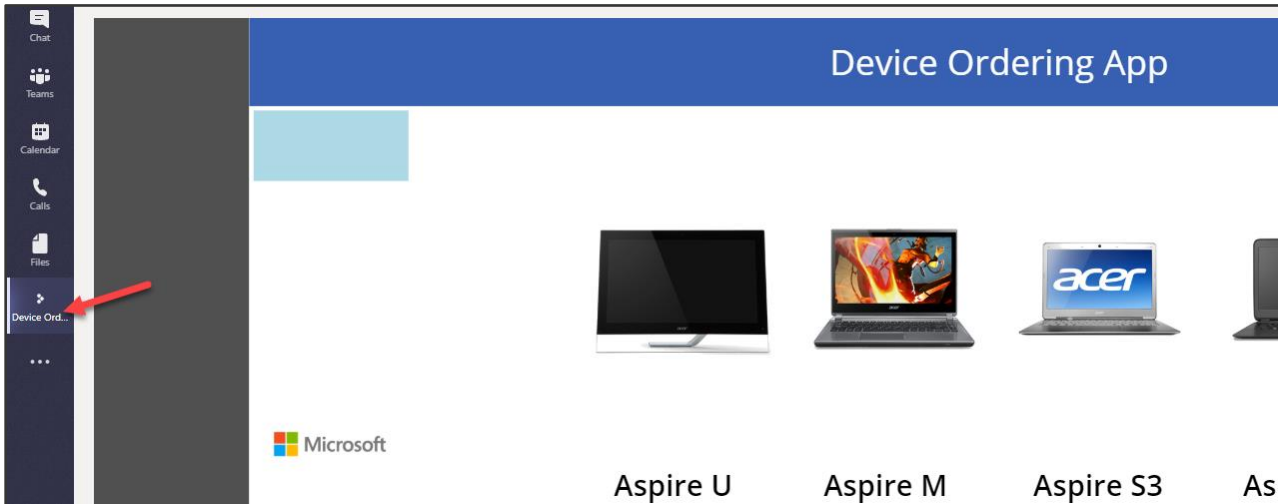 Chat
Teams
Calendar
Calls
Files
Device Ord...
Device Ordering App
acer
Microsoft
Aspire U
Aspire M
Aspire S3
As